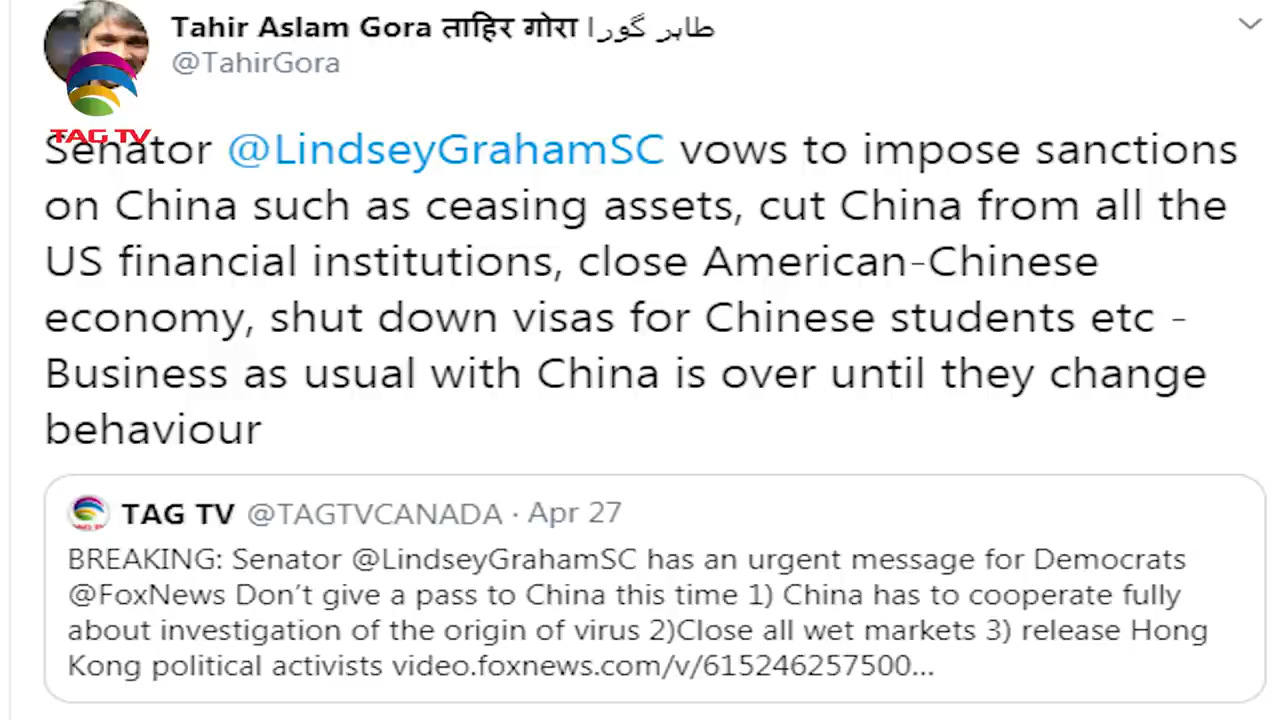 Tahir Aslam Gora ताहिर गोरा طاہر گورا
@TahirGora
TAG TV
Senator @LindseyGrahamSC vows to impose sanctions
on China such as ceasing assets, cut China from all the
US financial institutions, close American-Chinese
economy, shut down visas for Chinese students etc -
Business as usual with China is over until they change
behaviour
TAG TV @TAGTVCANADA · Apr 27
BREAKING: Senator @LindseyGrahamSC has an urgent message for Democrats
@FoxNews Don’t give a pass to China this time 1) China has to cooperate fully
about investigation of the origin of virus 2)Close all wet markets 3) release Hong
Kong political activists video.foxnews.com/v/615246257500…